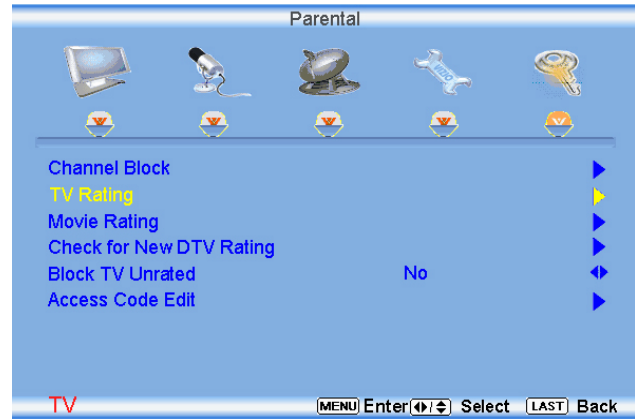 Parental
VIZIO
Channel Block
TV Rating
Movie Rating
Check for New DTV Rating
Block TV Unrated No
Access Code Edit
TV MENU Enter Select LAST Back